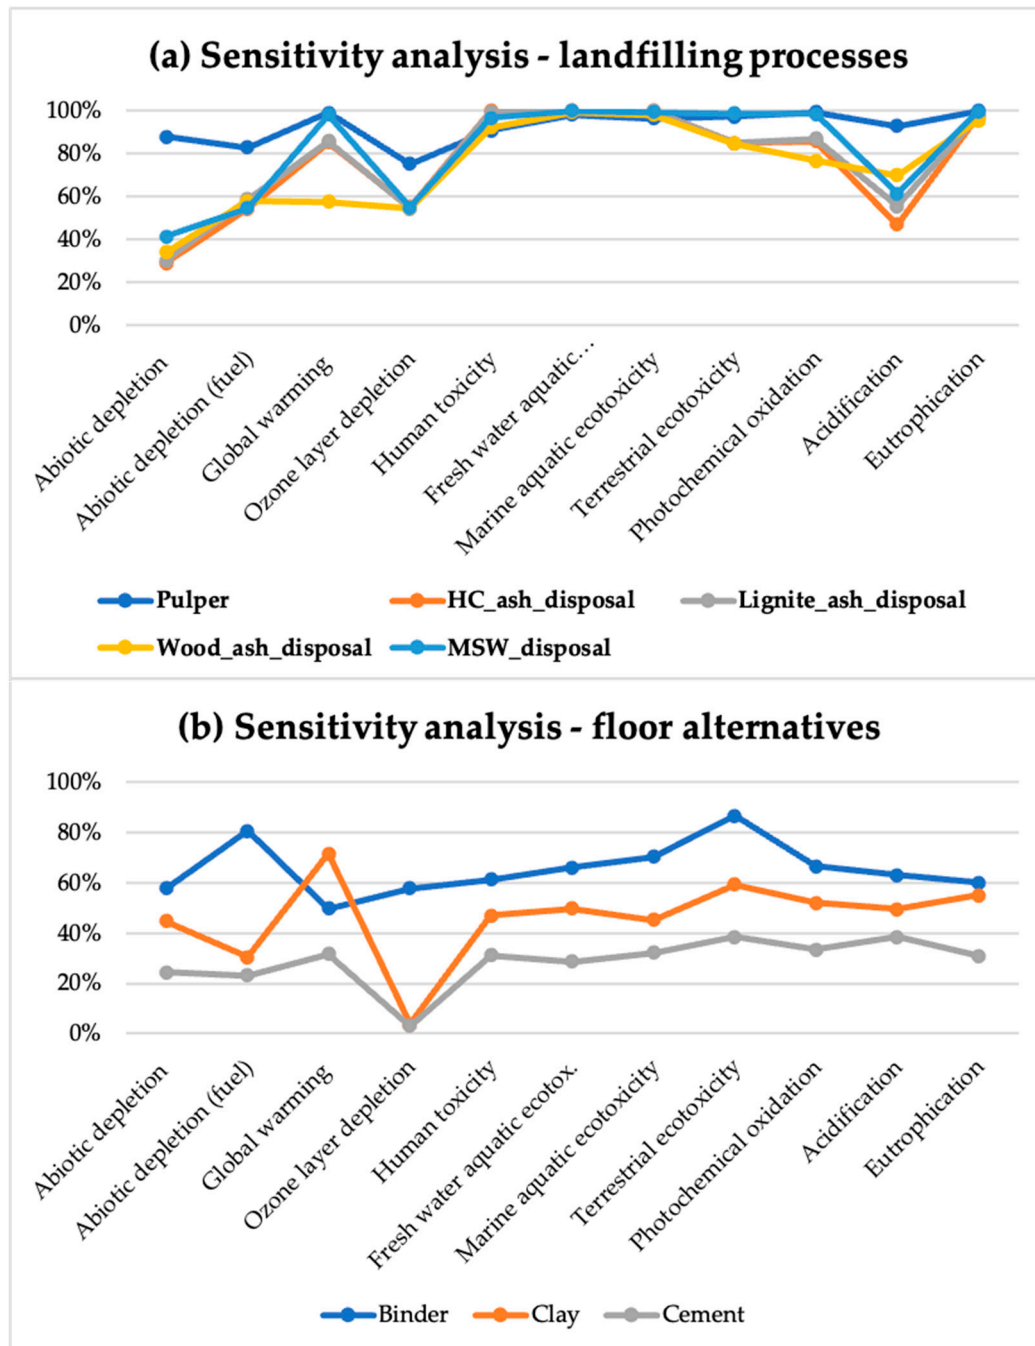 (a) Sensitivity analysis - landfilling processes
100%
80%
60%
40%
20%
0%
Abiotic depletion
Abiotic depletion (fuel)
Global warming
Ozone layer depletion
Human toxicity
Fresh water aquatic…
Marine aquatic ecotoxicity
Terrestrial ecotoxicity
Photochemical oxidation
Acidification
Eutrophication
Pulper HC_ash_disposal Lignite_ash_disposal
Wood_ash_disposal MSW_disposal
(b) Sensitivity analysis - floor alternatives
100%
80%
60%
40%
20%
0%
Abiotic depletion
Abiotic depletion (fuel)
Global warming
Ozone layer depletion
Human toxicity
Fresh water aquatic ecotox.
Marine aquatic ecotoxicity
Terrestrial ecotoxicity
Photochemical oxidation
Acidification
Eutrophication
Binder Clay Cement